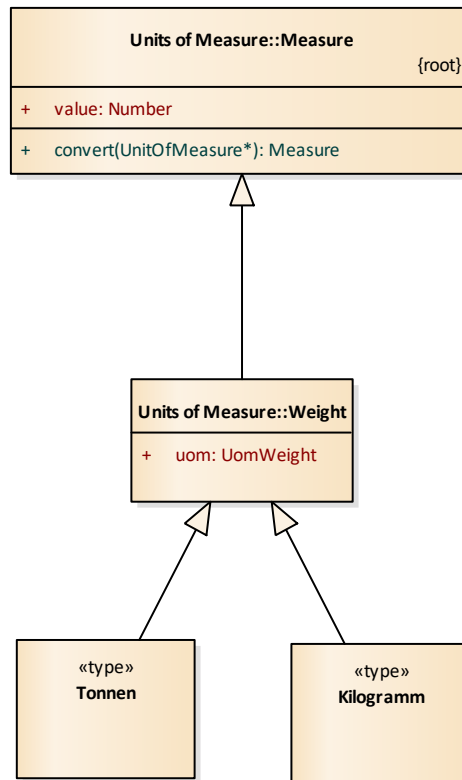 Units of Measure::Measure
{root}
+ value: Number
+ convert(UnitOfMeasure*): Measure
Units of Measure::Weight
+ uom: UomWeight
«type»
Tonnen
«type»
Kilogramm